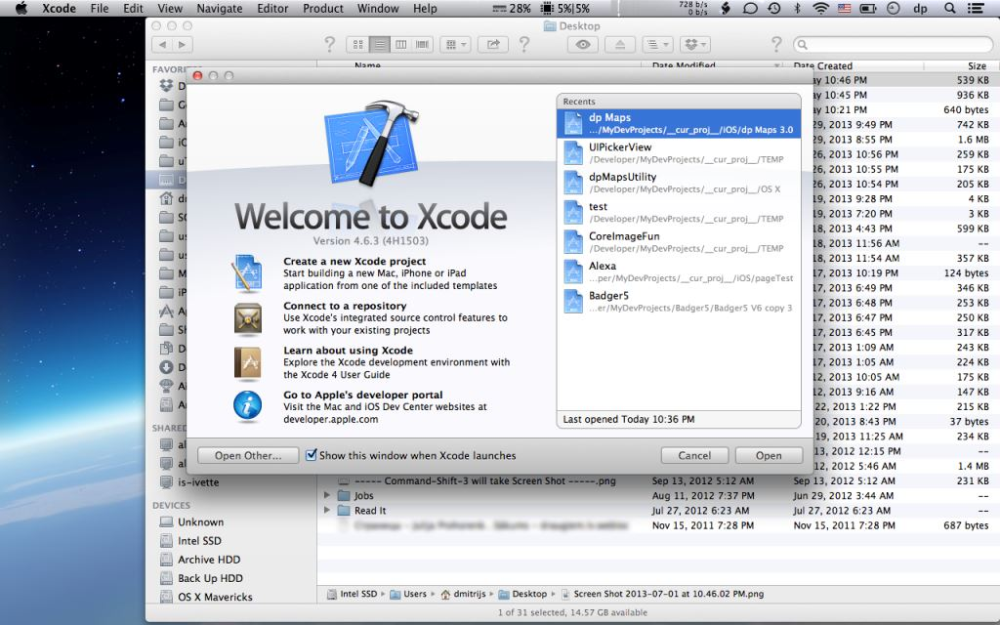 Xcode File Edit View Navigate Editor Product Window Help 28% 5%|5% 728 b/s 0 b/s dp
Desktop
? ? ?
FAVORI
SHARED
al
al
is-ivette
DEVICES
Unknown
Intel SSD
Archive HDD
Back Up HDD
OS X Mavericks
Name Date Modified Date Created Size
ay 10:46 PM 539 KB
ay 10:45 PM 936 KB
ay 10:21 PM 640 bytes
29, 2013 9:49 PM 742 KB
29, 2013 8:55 PM 1.6 MB
26, 2013 10:56 PM 259 KB
26, 2013 10:55 PM 175 KB
26, 2013 10:54 PM 205 KB
19, 2013 9:28 PM 4 KB
19, 2013 7:20 PM 3 KB
18, 2013 4:43 PM 599 KB
18, 2013 11:56 AM --
18, 2013 11:54 AM 357 KB
17, 2013 10:19 PM 124 bytes
17, 2013 6:49 PM 346 KB
17, 2013 6:48 PM 253 KB
17, 2013 6:47 PM 250 KB
17, 2013 6:45 PM 317 KB
17, 2013 1:09 AM 243 KB
17, 2013 1:05 AM 224 KB
12, 2013 10:05 AM 175 KB
12, 2013 9:16 AM 147 KB
22, 2013 1:22 PM 215 KB
20, 2013 8:43 PM 37 bytes
19, 2013 11:25 AM 234 KB
13, 2012 12:15 PM --
12, 2012 5:46 AM 1.4 MB
----- Command-Shift-3 will take Screen Shot -----.png Sep 13, 2012 5:12 AM Sep 13, 2012 5:12 AM 231 KB
Jobs Aug 11, 2012 7:37 PM Jun 29, 2012 3:44 AM --
Read It Jul 27, 2012 6:23 AM Jul 27, 2012 6:23 AM --
Nov 15, 2011 7:28 PM Nov 15, 2011 7:28 PM 687 bytes
Intel SSD Users dmitrijs Desktop Screen Shot 2013-07-01 at 10.46.02 PM.png
1 of 31 selected, 14.57 GB available
Welcome to Xcode
Version 4.6.3 (4H1503)
Create a new Xcode project
Start building a new Mac, iPhone or iPad
application from one of the included templates
Connect to a repository
Use Xcode's integrated source control features to
work with your existing projects
Learn about using Xcode
Explore the Xcode development environment with
the Xcode 4 User Guide
Go to Apple's developer portal
Visit the Mac and iOS Dev Center websites at
developer.apple.com
Recents
dp Maps
.../MyDevProjects/__cur_proj__/iOS/dp Maps 3.0
UIPickerView
/Developer/MyDevProjects/__cur_proj__/TEMP
dpMapsUtility
/Developer/MyDevProjects/__cur_proj__/OS X
test
/Developer/MyDevProjects/__cur_proj__/TEMP
CoreImageFun
/Developer/MyDevProjects/__cur_proj__/TEMP
Alexa
...per/MyDevProjects/__cur_proj__/iOS/pageTest
Badger5
...er/MyDevProjects/Badger5/Badger5 V6 copy 3
Last opened Today 10:36 PM
Open Other... Show this window when Xcode launches Cancel Open